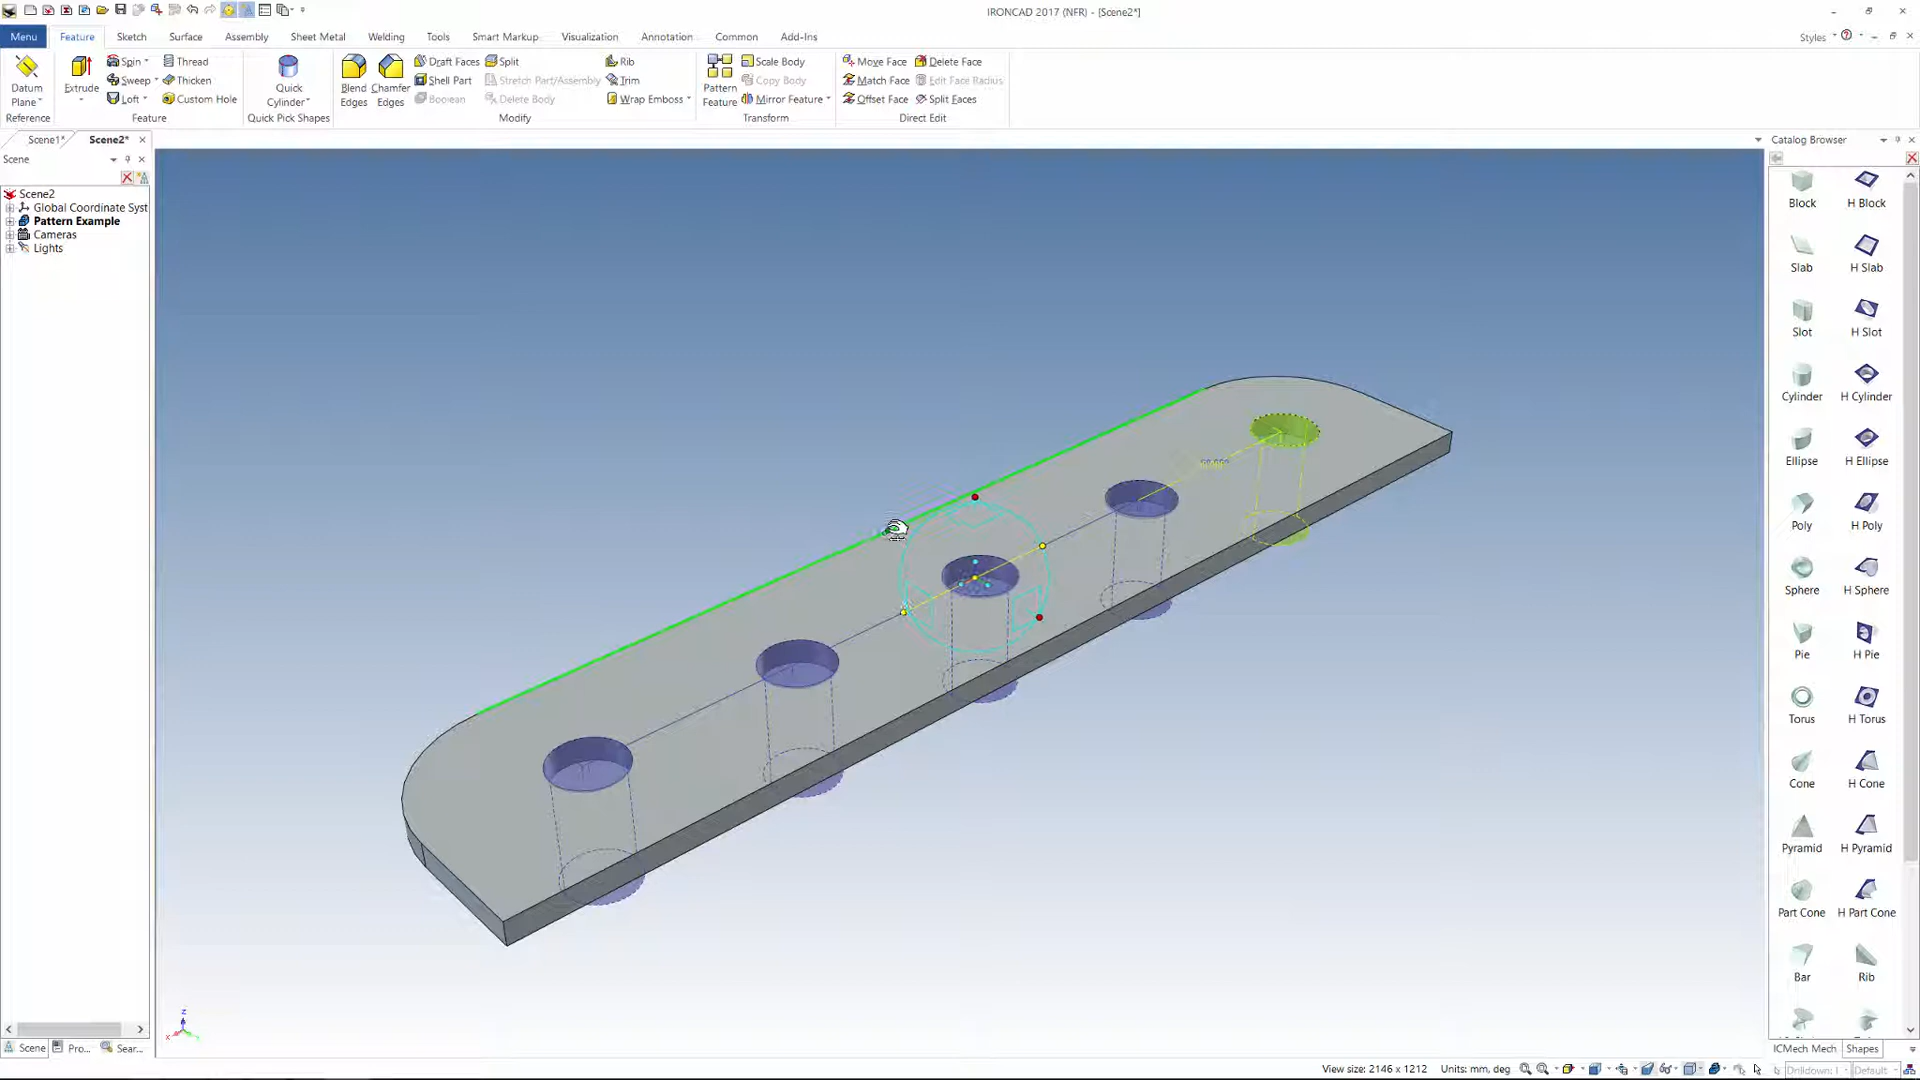 IRONCAD 2017 (NFR) - [Scene2*]
Menu Feature Sketch Surface Assembly Sheet Metal Welding Tools Smart Markup Visualization Annotation Common Add-Ins Styles
Datum Plane
Reference
Extrude
Spin
Sweep
Loft
Thread
Thicken
Custom Hole
Feature
Quick Cylinder
Quick Pick Shapes
Blend Edges
Chamfer Edges
Draft Faces
Shell Part
Boolean
Split
Stretch Part/Assembly
Delete Body
Rib
Trim
Wrap Emboss
Modify
Pattern Feature
Scale Body
Copy Body
Mirror Feature
Transform
Move Face
Match Face
Offset Face
Delete Face
Edit Face Radius
Split Faces
Direct Edit
Scene1* Scene2*
Scene
Scene2
Global Coordinate Syst
Pattern Example
Cameras
Lights
Catalog Browser
Block H Block
Slab H Slab
Slot H Slot
Cylinder H Cylinder
Ellipse H Ellipse
Poly H Poly
Sphere H Sphere
Pie H Pie
Torus H Torus
Cone H Cone
Pyramid H Pyramid
Part Cone H Part Cone
Bar Rib
z
x
Scene Pro... Sear...
ICMech Mech Shapes
View size: 2146 x 1212 Units: mm, deg
Drilldown: Default